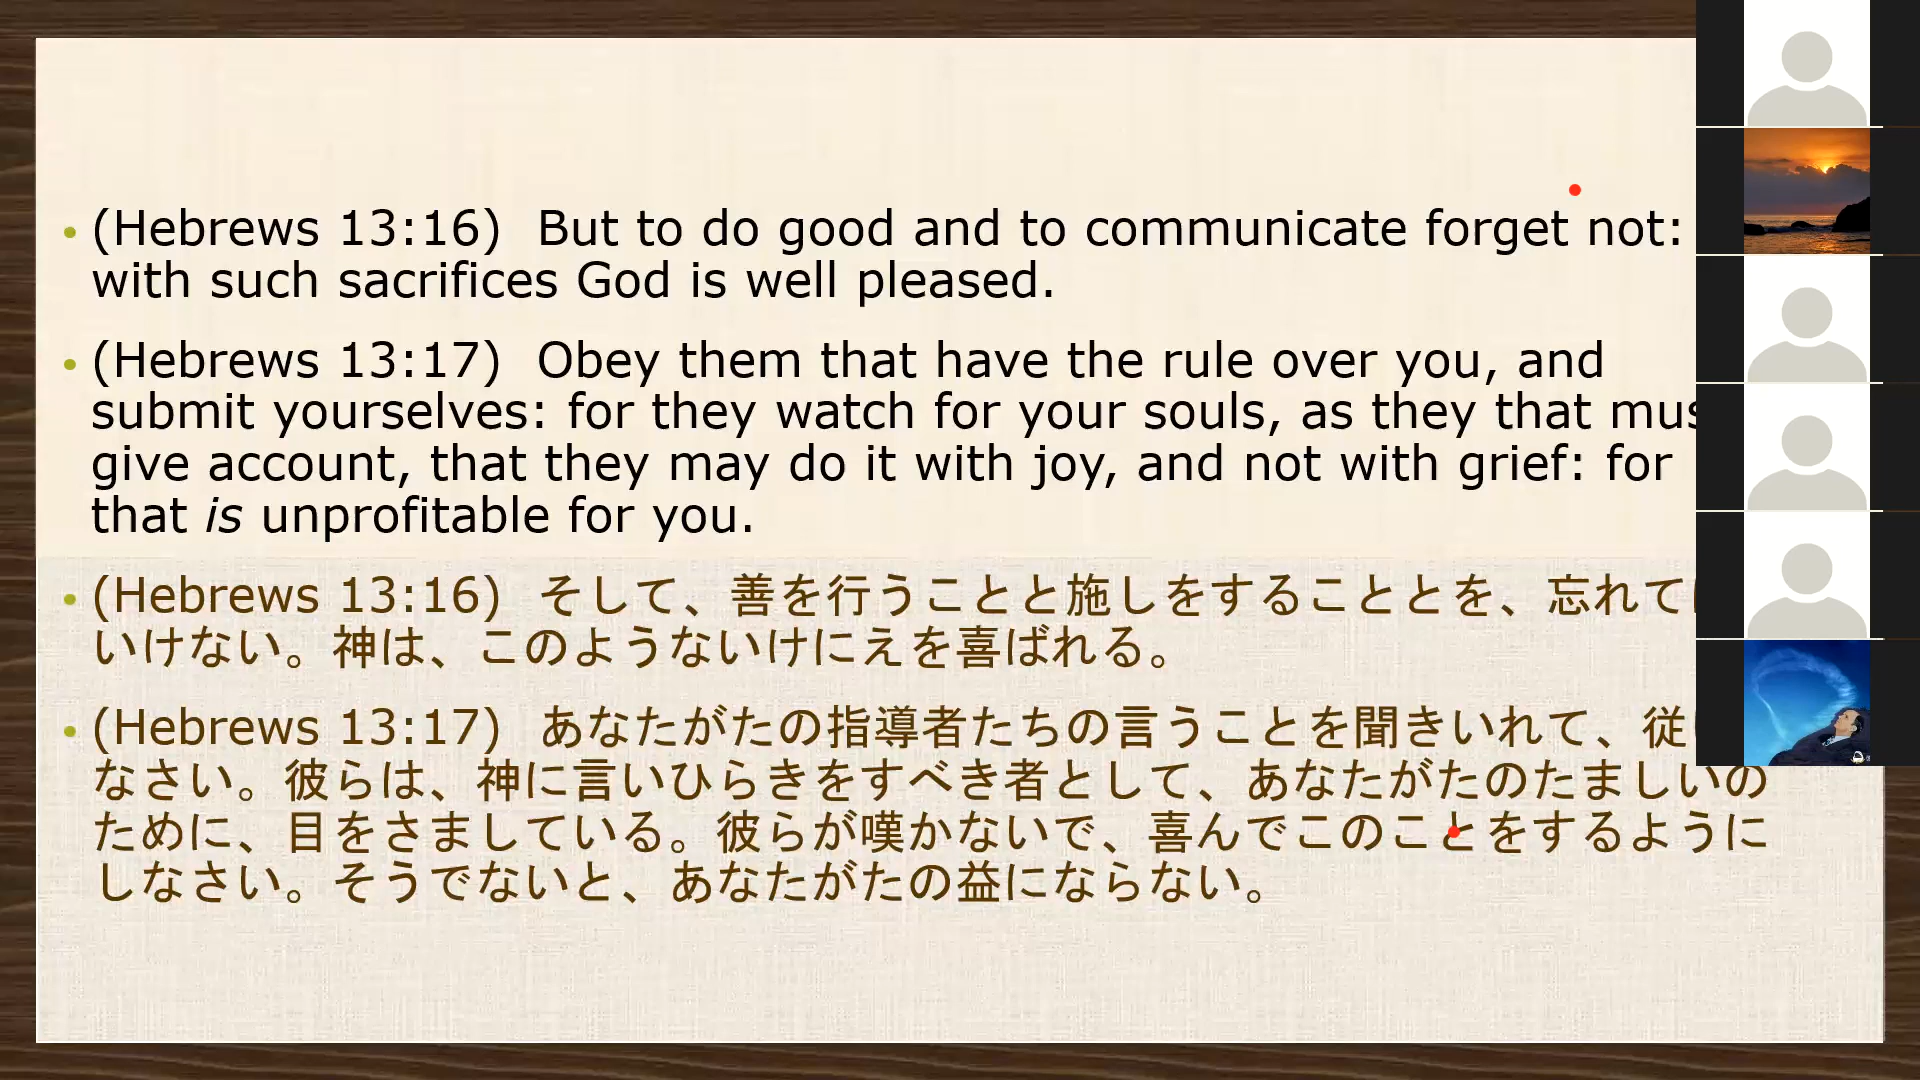 • (Hebrews 13:16)  But to do good and to communicate forget not:
with such sacrifices God is well pleased.
• (Hebrews 13:17)  Obey them that have the rule over you, and
submit yourselves: for they watch for your souls, as they that
give account, that they may do it with joy, and not with grief: for
that is unprofitable for you.
• (Hebrews 13:16)  そして、善を行うことと施しをすることとを、忘れて
いけない。神は、このようないけにえを喜ばれる。
• (Hebrews 13:17)  あなたがたの指導者たちの言うことを聞きいれて、従
なさい。彼らは、神に言いひらきをすべき者として、あなたがたのたましいの
ために、目をさましている。彼らが嘆かないで、喜んでこのことをするように
しなさい。そうでないと、あなたがたの益にならない。